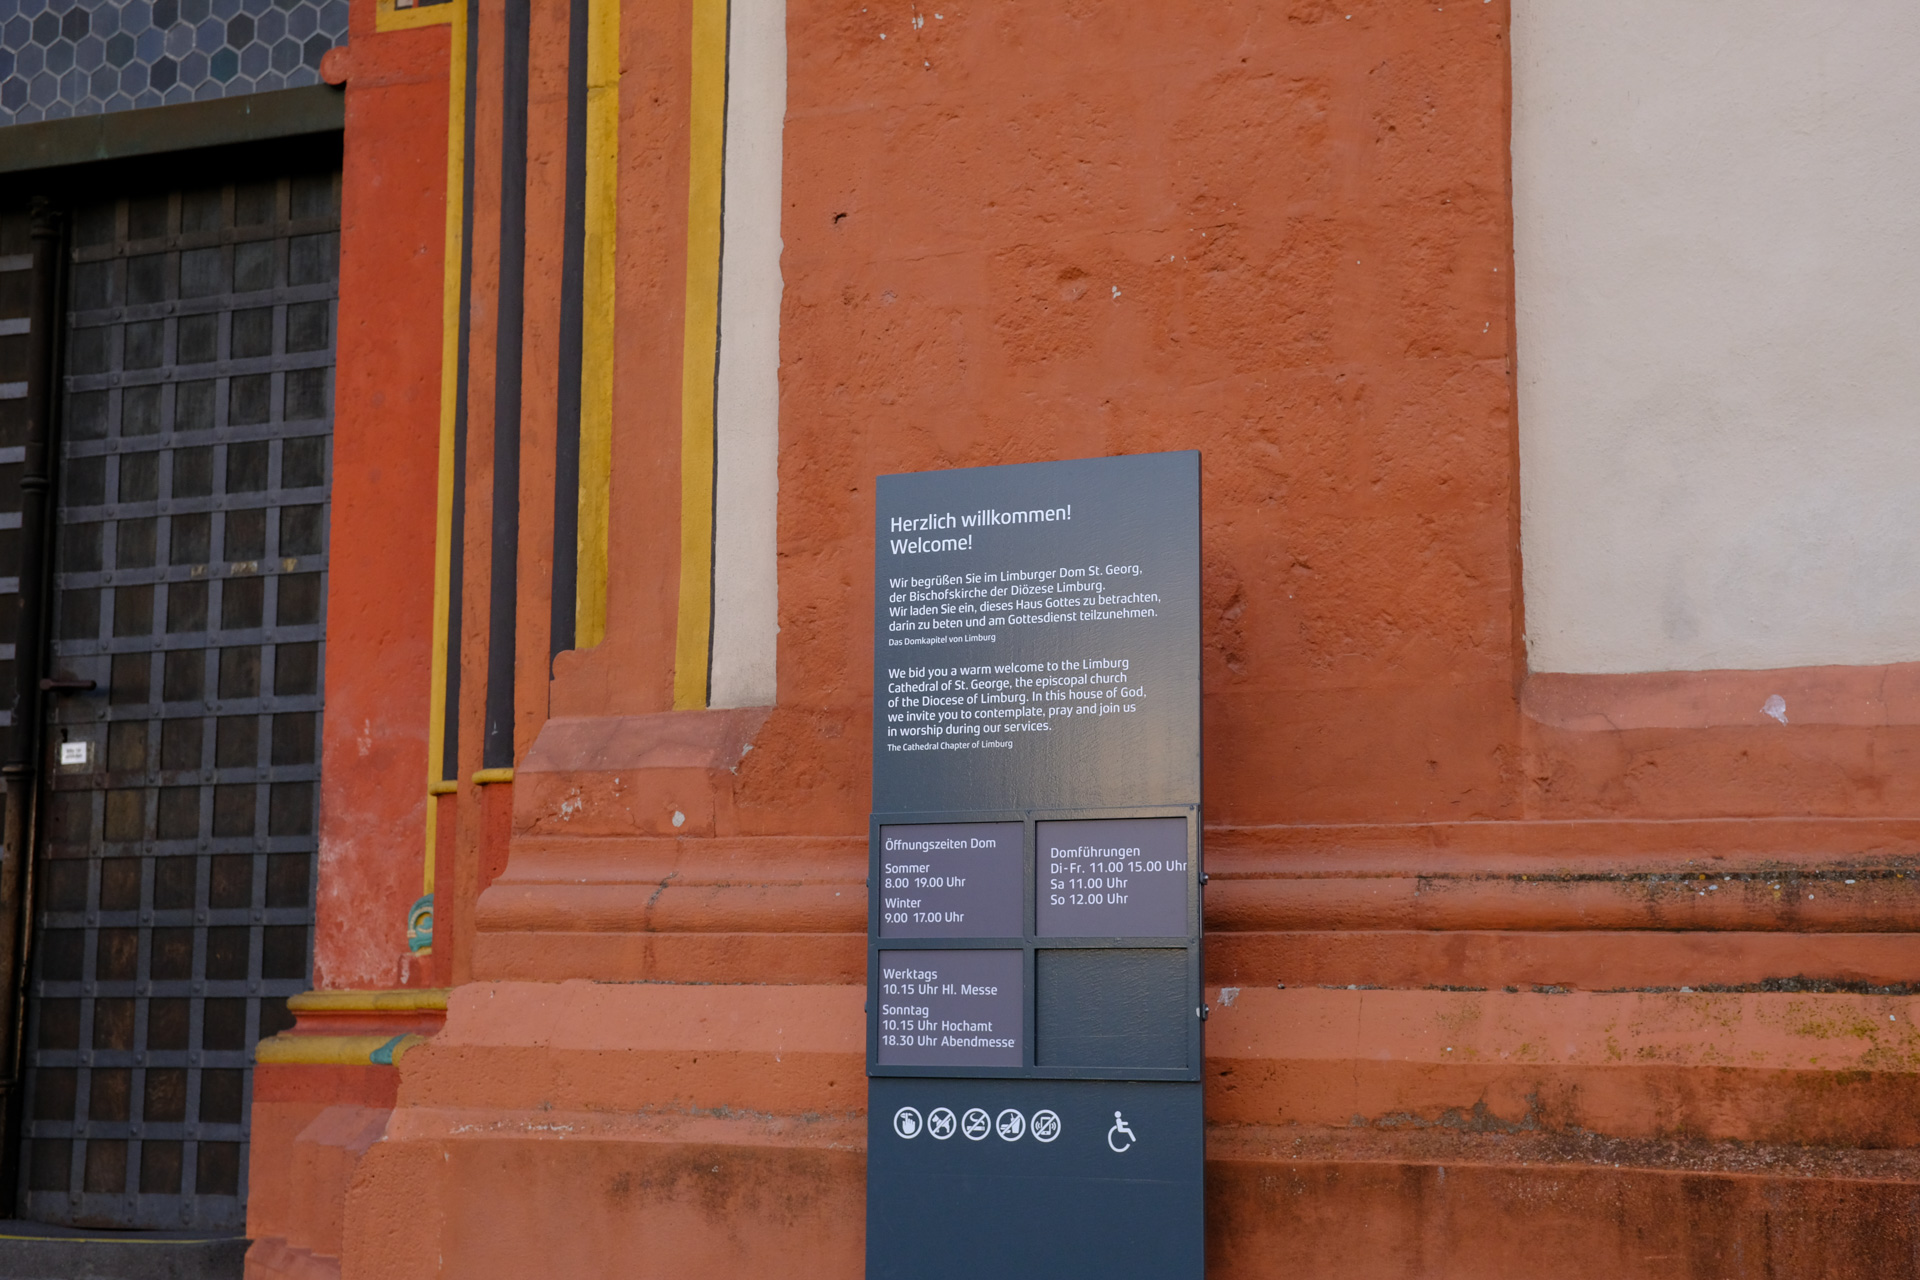 Herzlich willkommen!
Welcome!
Wir begrüßen Sie im Limburger Dom St. Georg,
der Bischofskirche der Diözese Limburg.
Wir laden Sie ein, dieses Haus Gottes zu betrachten,
darin zu beten und am Gottesdienst teilzunehmen.
Das Domkapitel von Limburg
We bid you a warm welcome to the Limburg
Cathedral of St. George, the episcopal church
of the Diocese of Limburg. In this house of God,
we invite you to contemplate, pray and join us
in worship during our services.
The Cathedral Chapter of Limburg
Öffnungszeiten Dom
Sommer
8.00 19.00 Uhr
Winter
9.00 17.00 Uhr
Domführungen
Di-Fr. 11.00 15.00 Uhr
Sa 11.00 Uhr
So 12.00 Uhr
Werktags
10.15 Uhr Hl. Messe
Sonntag
10.15 Uhr Hochamt
18.30 Uhr Abendmesse